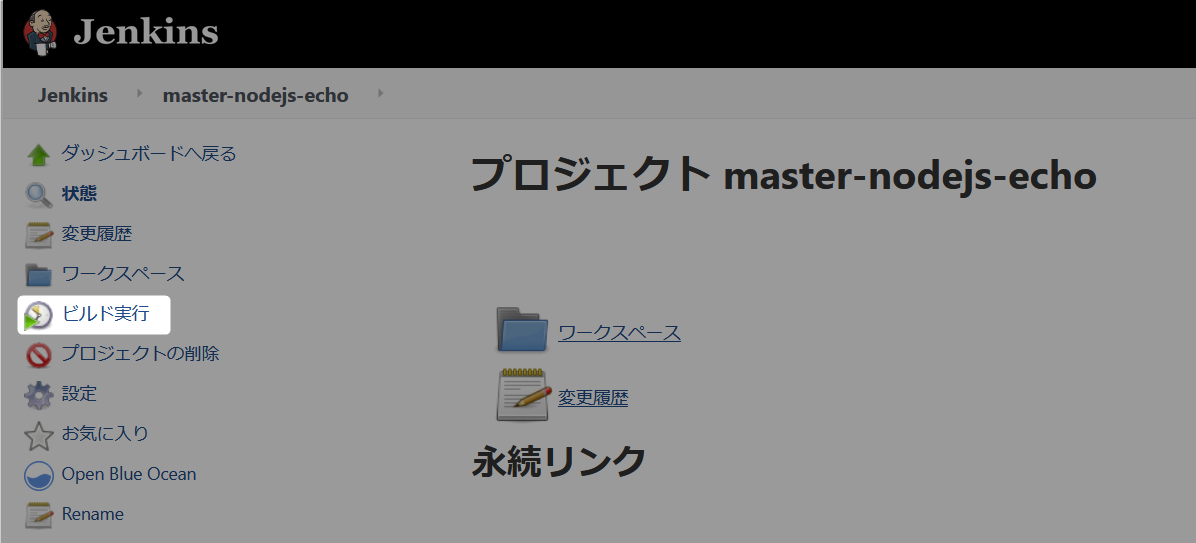 Jenkins
Jenkins master-nodejs-echo
ダッシュボードへ戻る
状態
変更履歴
ワークスペース
ビルド実行
プロジェクトの削除
設定
お気に入り
Open Blue Ocean
Rename
プロジェクト master-nodejs-echo
ワークスペース
変更履歴
永続リンク